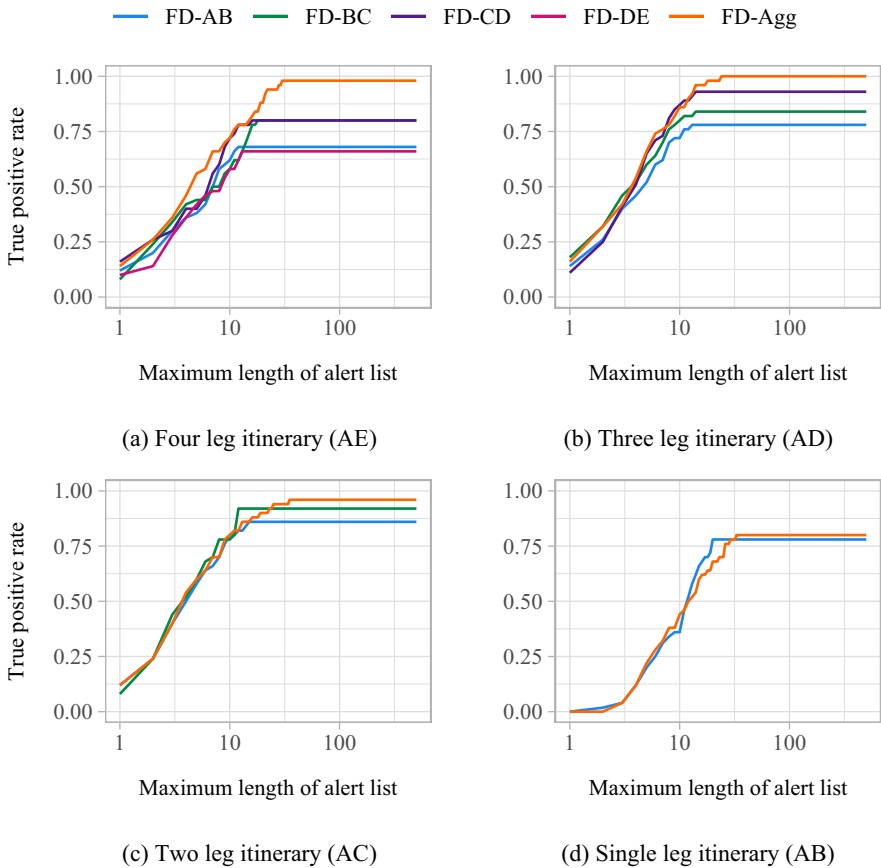 FD-AB FD-BC FD-CD FD-DE FD-Agg
True positive rate
1.00
0.75
0.50
0.25
0.00
1 10 100
Maximum length of alert list
(a) Four leg itinerary (AE)
1.00
0.75
0.50
0.25
0.00
1 10 100
Maximum length of alert list
(b) Three leg itinerary (AD)
True positive rate
1.00
0.75
0.50
0.25
0.00
1 10 100
Maximum length of alert list
(c) Two leg itinerary (AC)
1.00
0.75
0.50
0.25
0.00
1 10 100
Maximum length of alert list
(d) Single leg itinerary (AB)